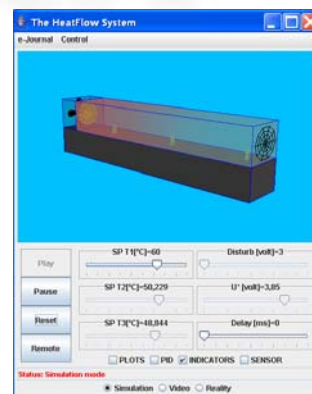 The HeatFlow System
e-Journal Control
SP T1[°C]=60 Disturb [volt]=3
Play
SP T2[°C]=50,229 U* [volt]=3,85
Pause
SP T3[°C]=48,844 Delay [ms]=0
Reset
Remote
PLOTS PID INDICATORS SENSOR
Status: Simulation mode
Simulation Video Reality